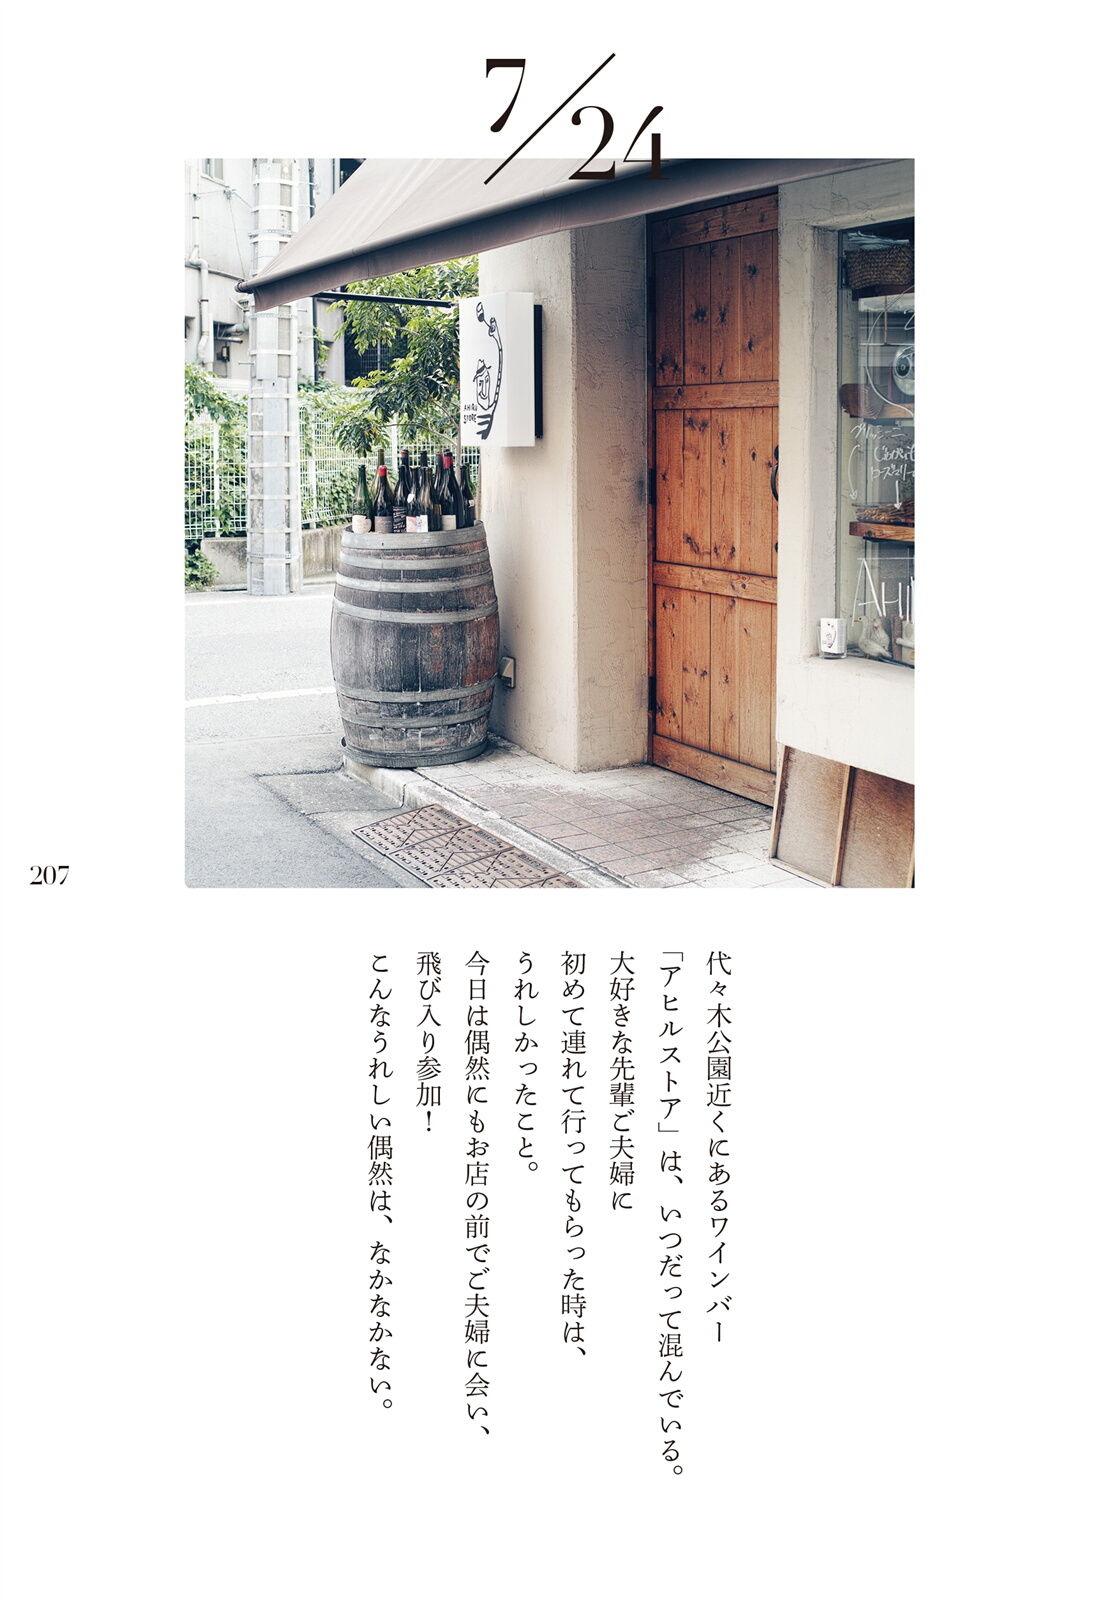 7/24
AHIRU
STORE
AHI
207
代々木公園近くにあるワインバー
「アヒルストア」は、いつだって混んでいる。
大好きな先輩ご夫婦に
初めて連れて行ってもらった時は、
うれしかったこと。
今日は偶然にもお店の前でご夫婦に会い、
飛び入り参加！
こんなうれしい偶然は、なかなかない。